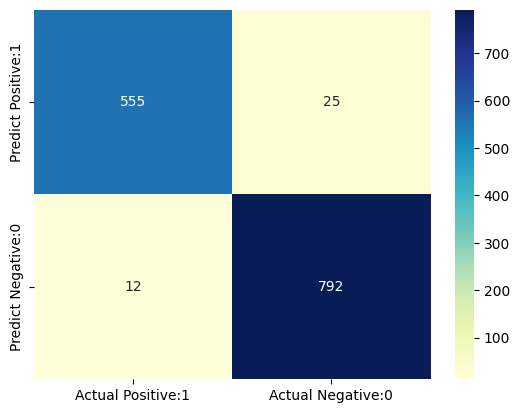 Predict Positive:1
555
25
Predict Negative:0
12
792
Actual Positive:1
Actual Negative:0
700
600
500
400
300
200
100